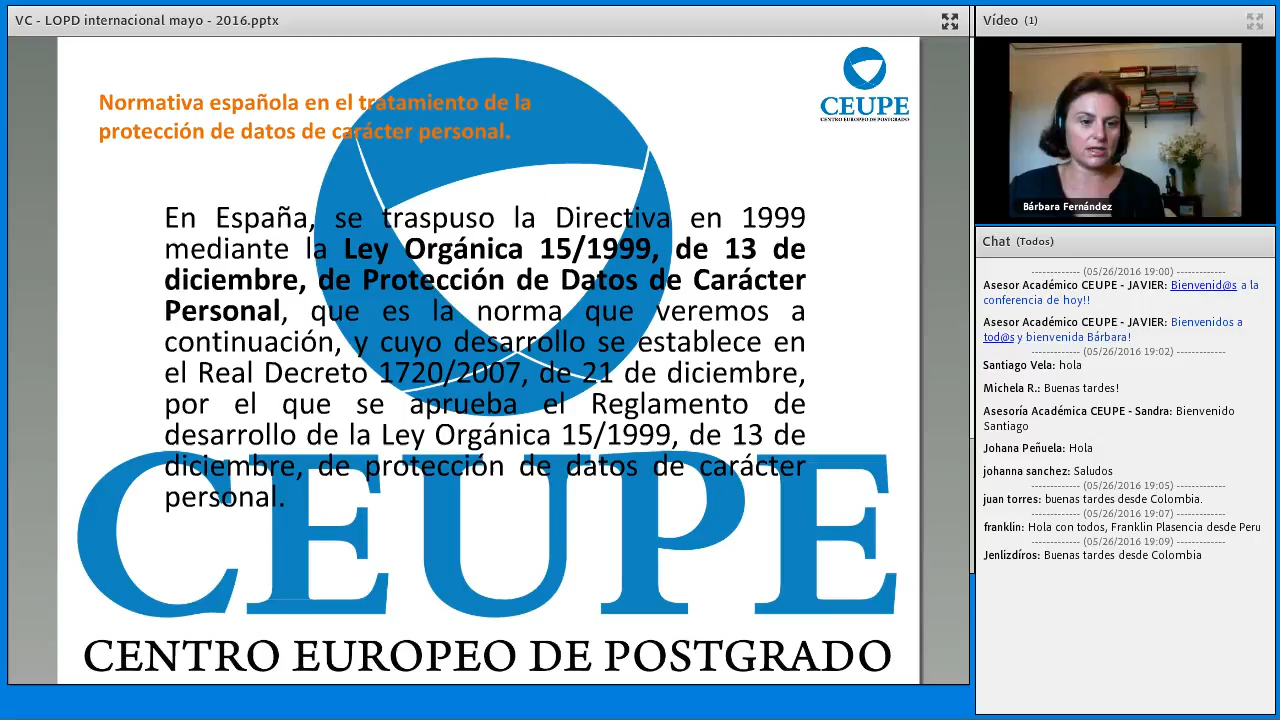 VC - LOPD internacional mayo - 2016.pptx
Normativa española en el tratamiento de la
protección de datos de carácter personal.
CEUPE
CENTRO EUROPEO DE POSTGRADO
En España, se traspuso la Directiva en 1999
mediante la Ley Orgánica 15/1999, de 13 de
diciembre, de Protección de Datos de Carácter
Personal, que es la norma que veremos a
continuación, y cuyo desarrollo se establece en
el Real Decreto 1720/2007, de 21 de diciembre,
por el que se aprueba el Reglamento de
desarrollo de la Ley Orgánica 15/1999, de 13 de
diciembre, de protección de datos de carácter
personal.
CEUPE
CENTRO EUROPEO DE POSTGRADO
Vídeo (1)
Bárbara Fernández
Chat (Todos)
------------- (05/26/2016 19:00) -------------
Asesor Académico CEUPE - JAVIER: Bienvenid@s a la
conferencia de hoy!!
Asesor Académico CEUPE - JAVIER: Bienvenidos a
tod@s y bienvenida Bárbara!
------------- (05/26/2016 19:02) -------------
Santiago Vela: hola
Michela R.: Buenas tardes!
Asesoría Académica CEUPE - Sandra: Bienvenido
Santiago
Johana Peñuela: Hola
johanna sanchez: Saludos
------------- (05/26/2016 19:05) -------------
juan torres: buenas tardes desde Colombia.
------------- (05/26/2016 19:07) -------------
franklin: Hola con todos, Franklin Plasencia desde Peru
------------- (05/26/2016 19:09) -------------
Jenlizdíros: Buenas tardes desde Colombia